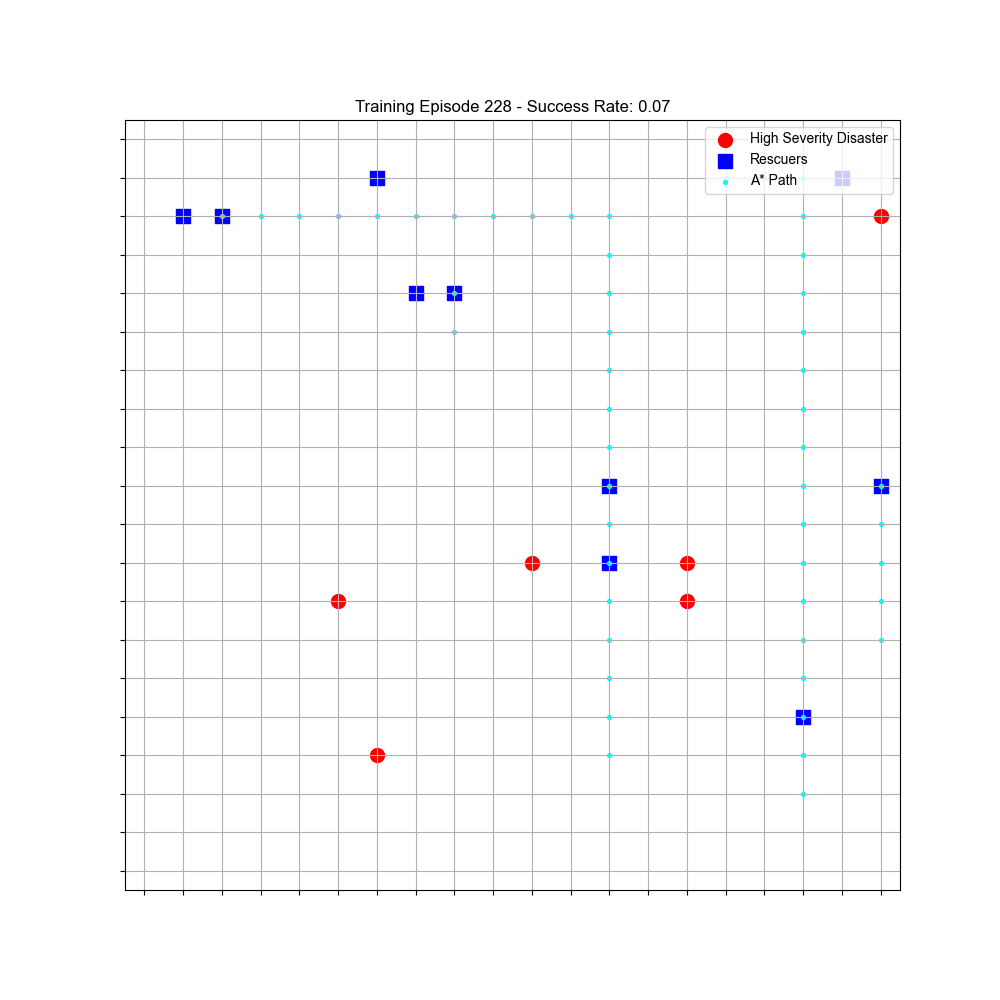 Training Episode 228 - Success Rate: 0.07
High Severity Disaster
Rescuers
A* Path